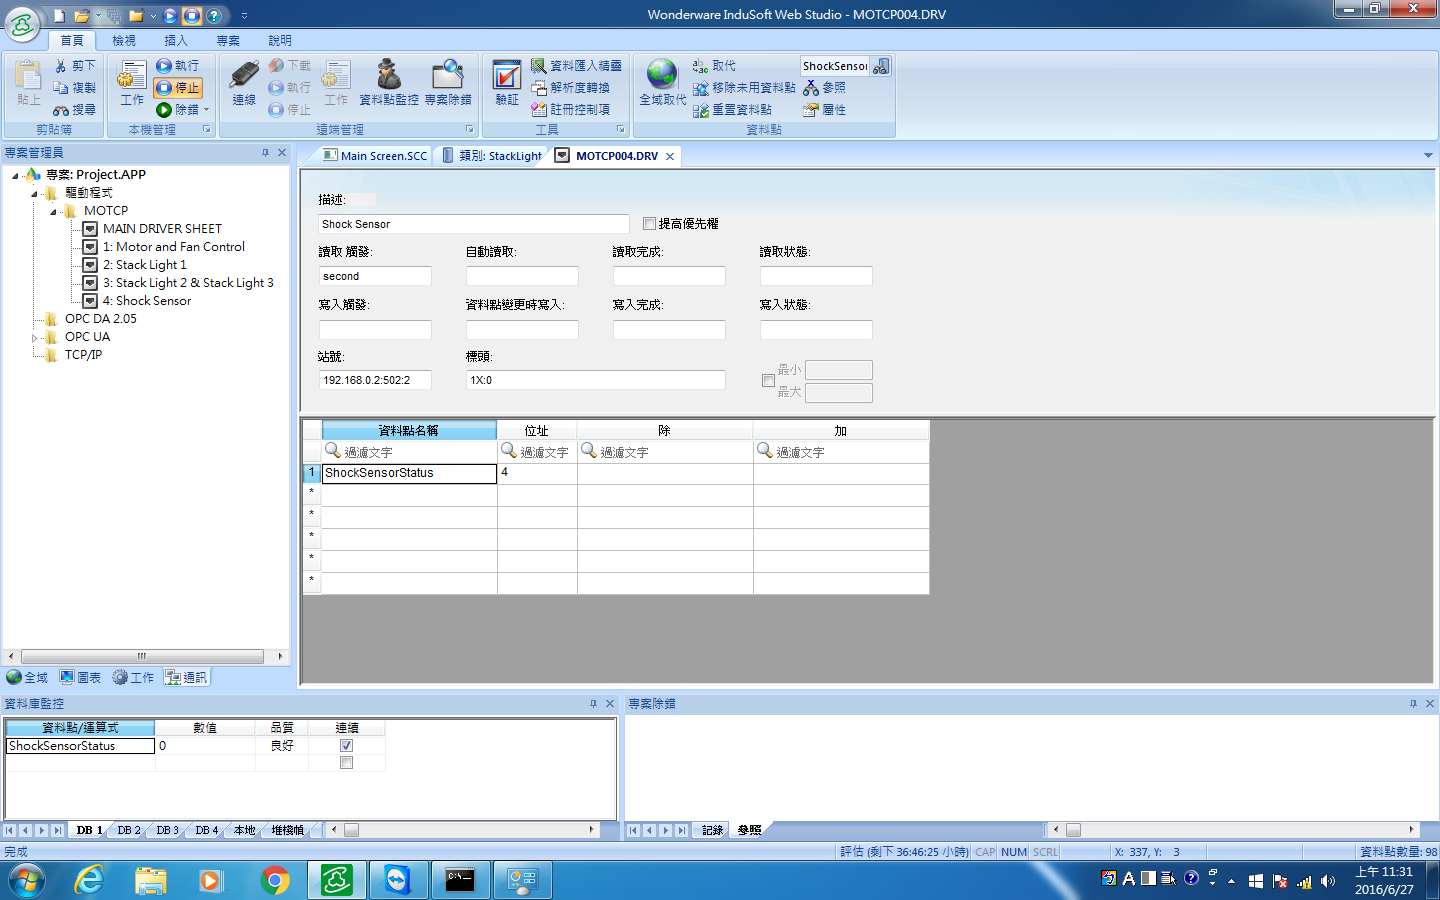 Wonderware InduSoft Web Studio - MOTCP004.DRV
首頁 檢視 插入 專案 說明
貼上 剪下 複製 搜尋
剪貼簿
工作 執行 停止 除錯
本機管理
連線 下載 執行 停止 工作 資料點監控 專案除錯
遠端管理
驗証 資料匯入精靈 解析度轉換 註冊控制項
工具
全域取代 取代 移除未用資料點 重置資料點 ShockSensor 參照 屬性
資料點
專案管理員
專案: Project.APP
驅動程式
MOTCP
MAIN DRIVER SHEET
1: Motor and Fan Control
2: Stack Light 1
3: Stack Light 2 & Stack Light 3
4: Shock Sensor
OPC DA 2.05
OPC UA
TCP/IP
全域 圖表 工作 通訊
Main Screen.SCC 類別: StackLight MOTCP004.DRV
描述:
Shock Sensor 提高優先權
讀取 觸發: 自動讀取: 讀取完成: 讀取狀態:
second
寫入觸發: 資料點變更時寫入: 寫入完成: 寫入狀態:
站號: 標頭:
192.168.0.2:502:2 1X:0
最小
最大
資料點名稱 位址 除 加
過濾文字 過濾文字 過濾文字 過濾文字
1 ShockSensorStatus 4
*
*
*
*
*
資料庫監控
資料點/運算式 數值 品質 連續
ShockSensorStatus 0 良好
DB 1 DB 2 DB 3 DB 4 本地 堆棧幀
專案除錯
記錄 參照
完成
評估 (剩下 36:46:25 小時) CAP NUM SCRL X: 337, Y: 3 資料點數量: 98
上午 11:31
2016/6/27